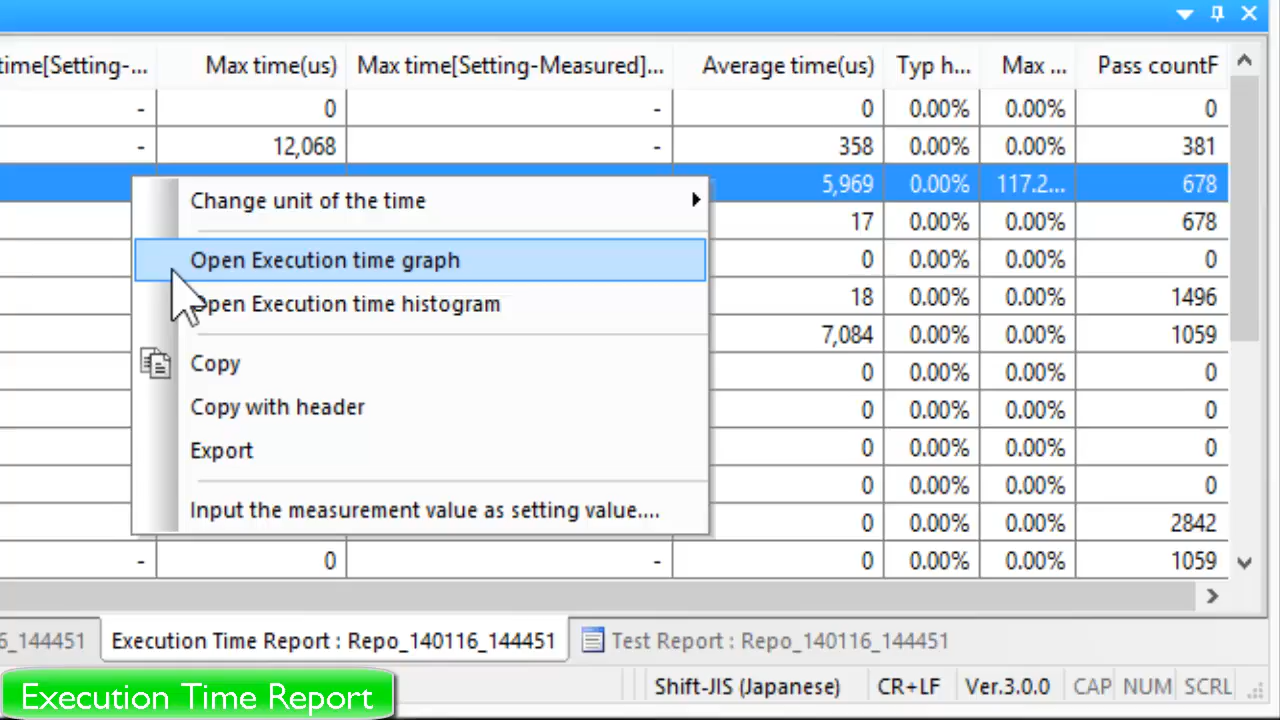 time[Setting-... Max time(us) Max time[Setting-Measured]... Average time(us) Typ h... Max ... Pass countF
- 0 - 0 0.00% 0.00% 0
- 12,068 - 358 0.00% 0.00% 381
5,969 0.00% 117.2... 678
Change unit of the time
17 0.00% 0.00% 678
Open Execution time graph
0 0.00% 0.00% 0
Open Execution time histogram
18 0.00% 0.00% 1496
7,084 0.00% 0.00% 1059
Copy
0 0.00% 0.00% 0
Copy with header
0 0.00% 0.00% 0
Export
0 0.00% 0.00% 0
0 0.00% 0.00% 0
Input the measurement value as setting value....
0 0.00% 0.00% 2842
- 0 - 0 0.00% 0.00% 1059
6_144451 Execution Time Report : Repo_140116_144451 Test Report : Repo_140116_144451
Execution Time Report Shift-JIS (Japanese) CR+LF Ver.3.0.0 CAP NUM SCRL